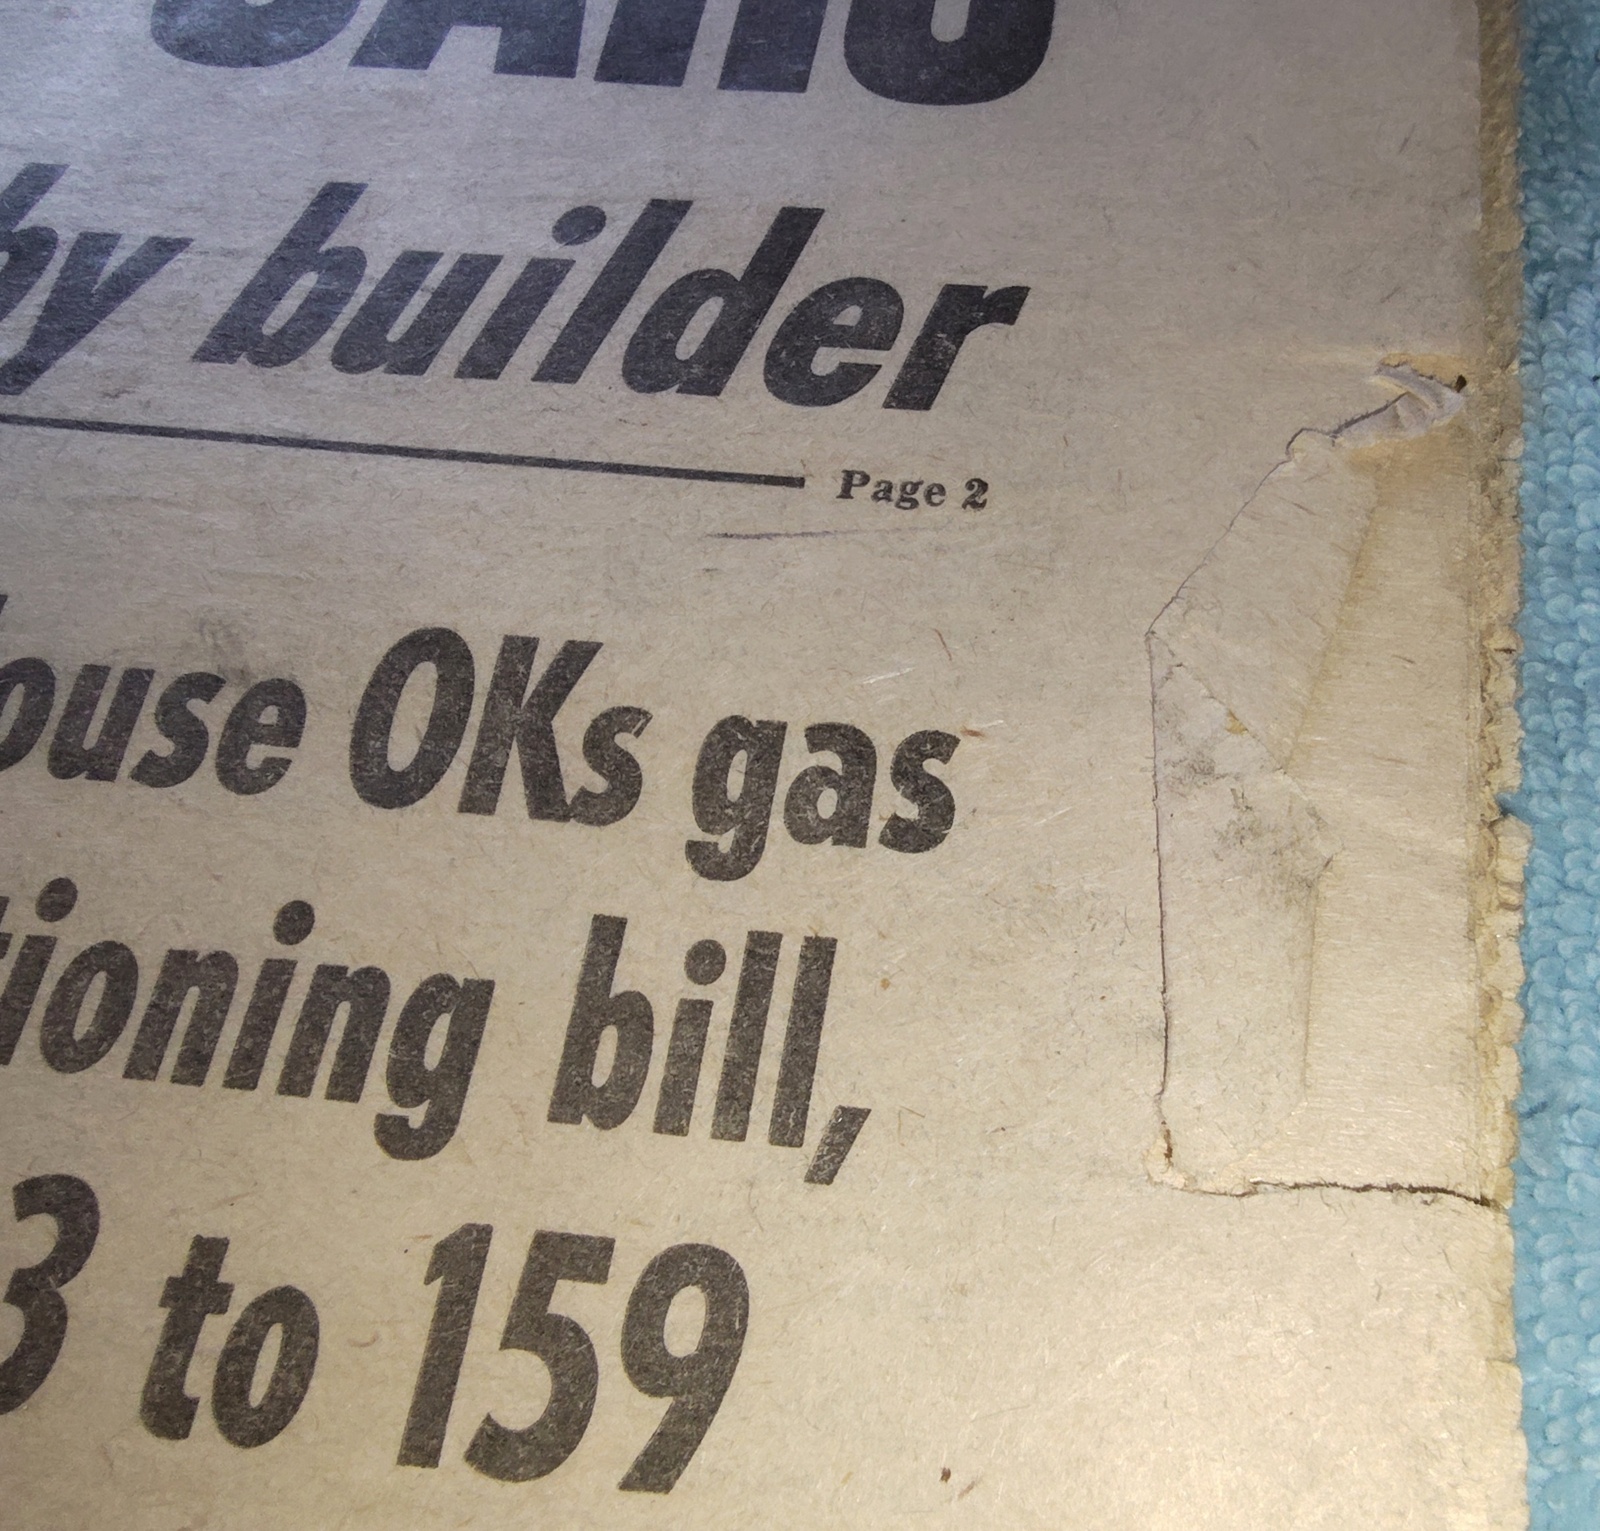 by builder
Page 2
ouse OKs gas
tioning bill,
3 to 159